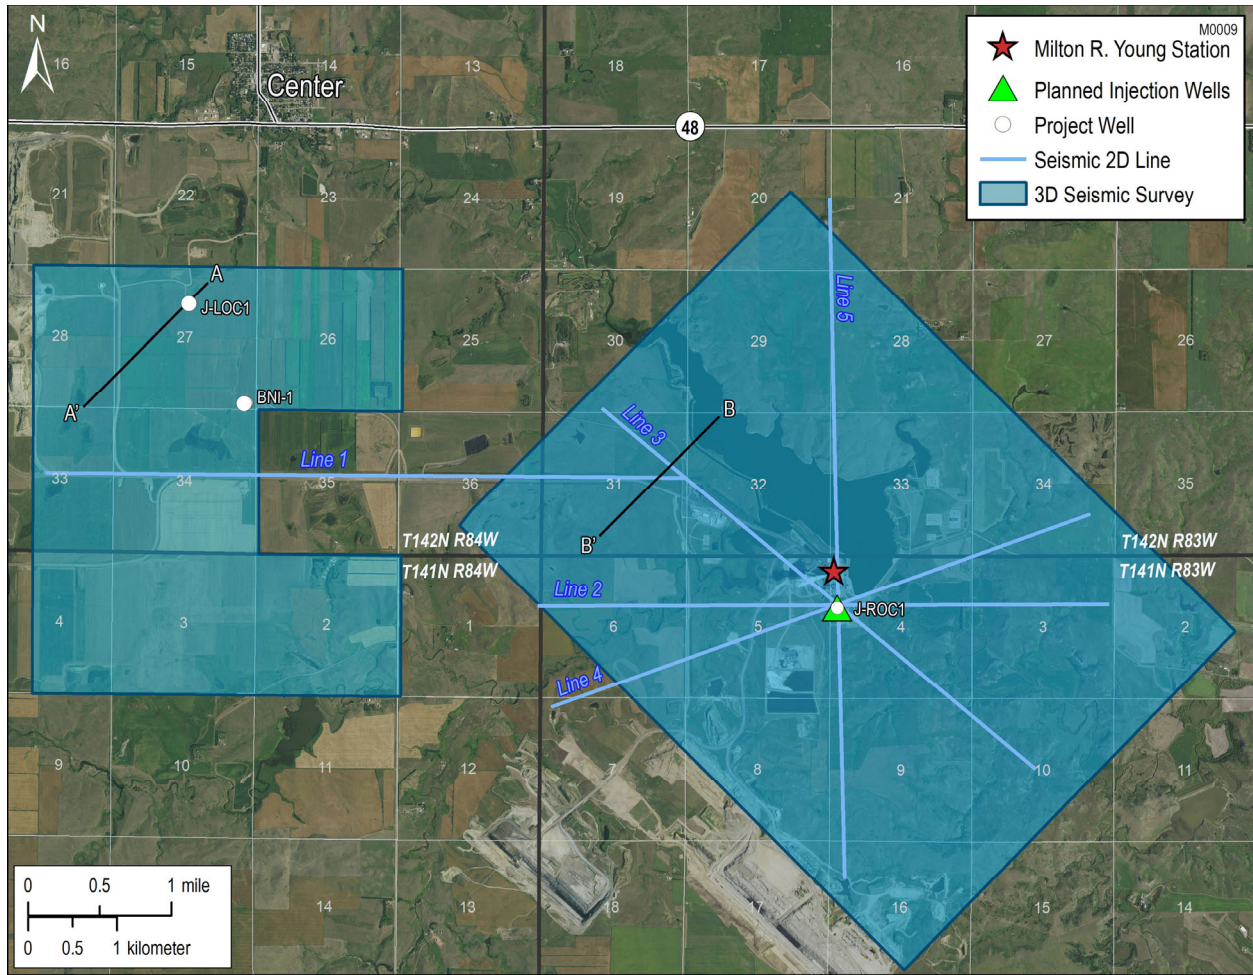 N
M0009
Milton R. Young Station
Planned Injection Wells
Project Well
Seismic 2D Line
3D Seismic Survey
16 15 14 13 18 17 16
Center
48
21 22 23 24 19 20 21
A
J-LOC1
Line 5
28 27 26 25 30 29 28 27 26
BNI-1
A'
B
Line 3
Line 1
33 34 35 36 31 32 33 34 35
B'
T142N R84W T142N R83W
T141N R84W T141N R83W
Line 2
J-ROC1
4 3 2 1 6 5 4 3 2
Line 4
9 10 11 12 7 8 9 10 11
0 0.5 1 mile
0 0.5 1 kilometer
14 13 18 17 16 15 14